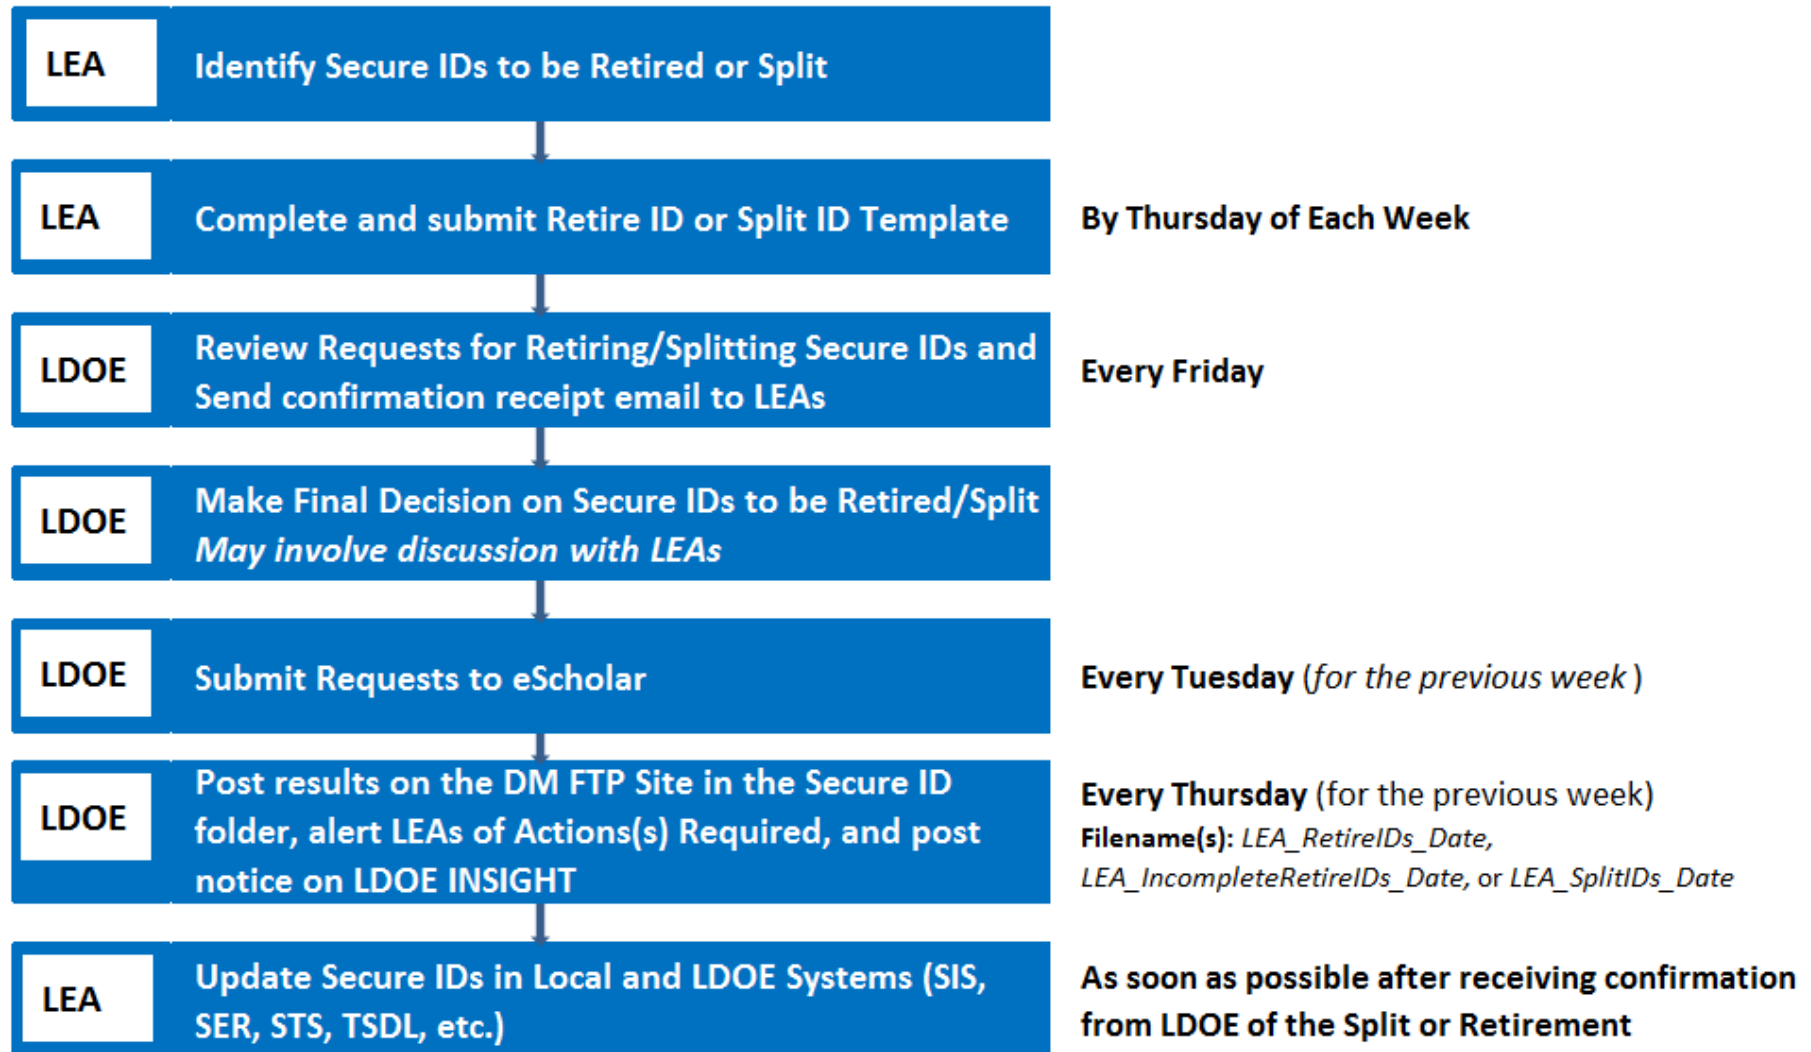 LEA
Identify Secure IDs to be Retired or Split
LEA
Complete and submit Retire ID or Split ID Template
By Thursday of Each Week
LDOE
Review Requests for Retiring/Splitting Secure IDs and
Send confirmation receipt email to LEAs
Every Friday
LDOE
Make Final Decision on Secure IDs to be Retired/Split
May involve discussion with LEAs
LDOE
Submit Requests to eScholar
Every Tuesday (for the previous week )
LDOE
Post results on the DM FTP Site in the Secure ID
folder, alert LEAs of Actions(s) Required, and post
notice on LDOE INSIGHT
Every Thursday (for the previous week)
Filename(s): LEA_RetireIDs_Date,
LEA_IncompleteRetireIDs_Date, or LEA_SplitIDs_Date
LEA
Update Secure IDs in Local and LDOE Systems (SIS,
SER, STS, TSDL, etc.)
As soon as possible after receiving confirmation
from LDOE of the Split or Retirement